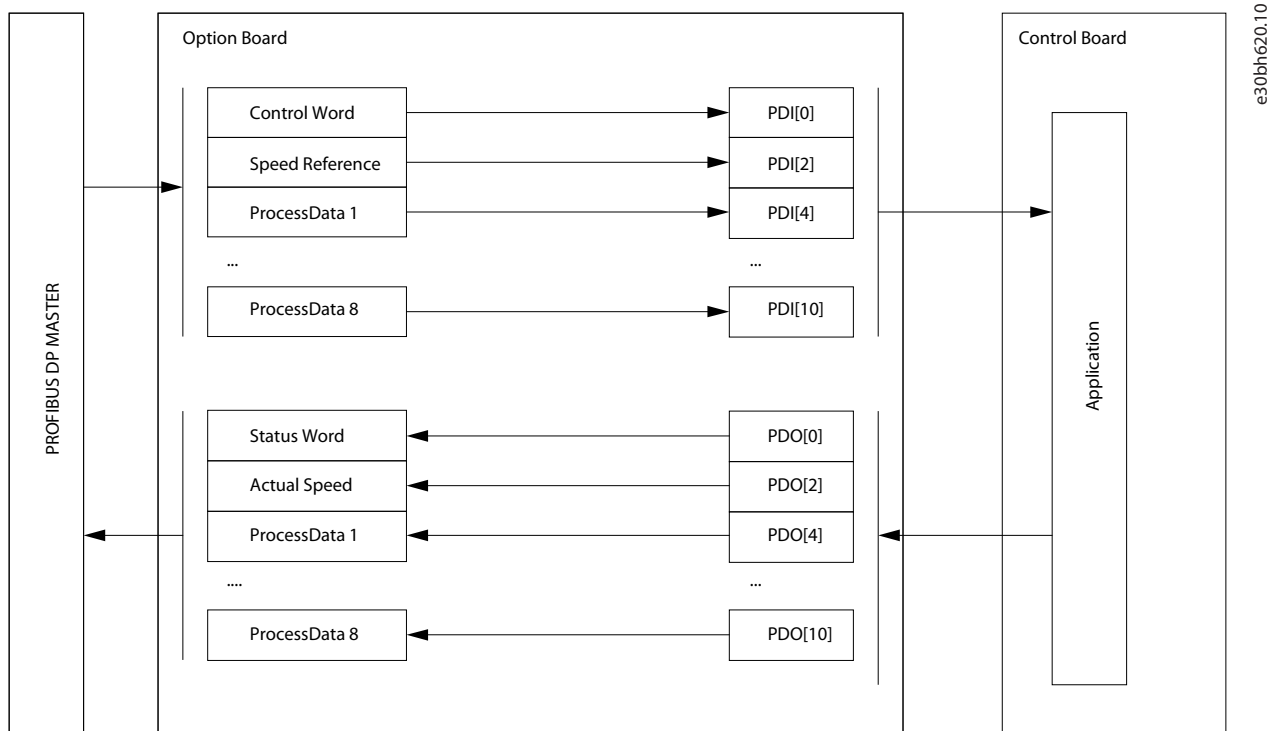 Option Board
Control Board
e30bh620.10
PROFIBUS DP MASTER
Control Word
PDI[0]
Speed Reference
PDI[2]
ProcessData 1
PDI[4]
...
...
ProcessData 8
PDI[10]
Application
Status Word
PDO[0]
Actual Speed
PDO[2]
ProcessData 1
PDO[4]
....
...
ProcessData 8
PDO[10]